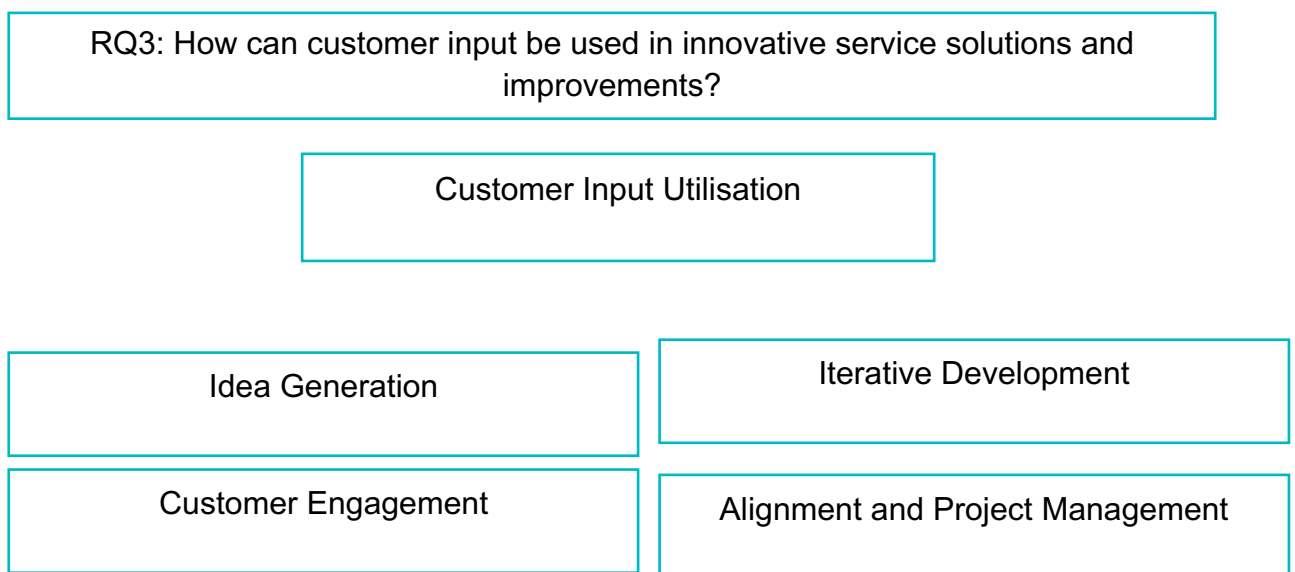 RQ3: How can customer input be used in innovative service solutions and
improvements?
Customer Input Utilisation
Idea Generation
Iterative Development
Customer Engagement
Alignment and Project Management